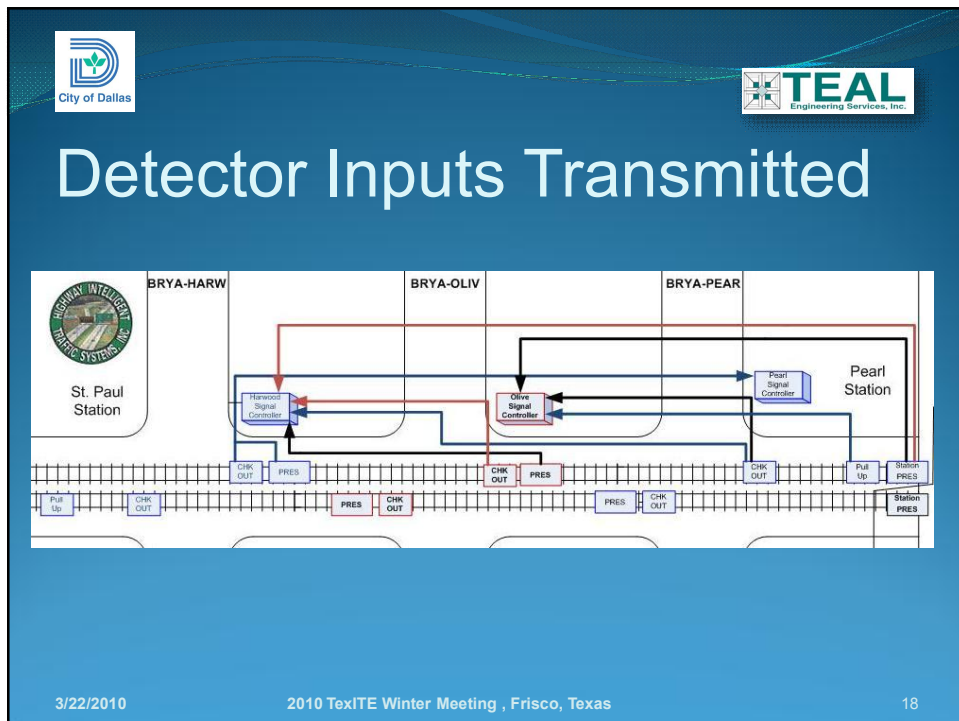 City of Dallas
TEAL
Engineering Services, Inc.
Detector Inputs Transmitted
BRYA-HARW
BRYA-OLIV
BRYA-PEAR
HIGHWAY INTELLIGENT
TRAFFIC SYSTEMS, INC
St. Paul
Station
Harwood
Signal
Controller
Olive
Signal
Controller
Pearl
Signal
Controller
Pearl
Station
CHK
OUT
PRES
CHK
OUT
PRES
CHK
OUT
Pull
Up
Station
PRES
Pull
Up
CHK
OUT
PRES
CHK
OUT
PRES
CHK
OUT
Station
PRES
3/22/2010
2010 TexITE Winter Meeting , Frisco, Texas
18